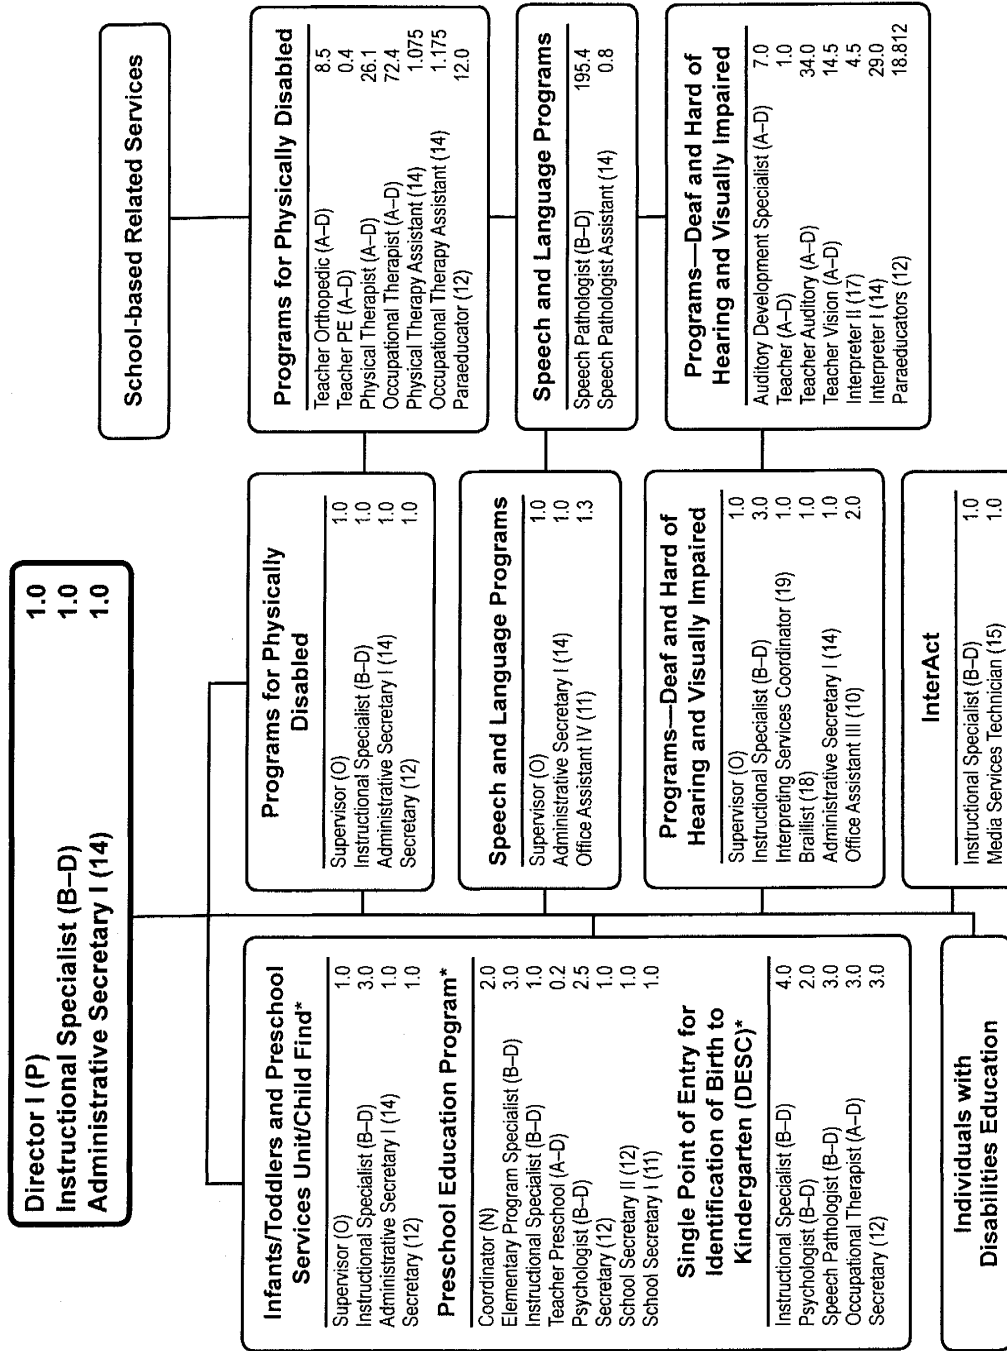 Director I (P) 1.0
Instructional Specialist (B–D) 1.0
Administrative Secretary I (14) 1.0
Infants/Toddlers and Preschool
Services Unit/Child Find*
Supervisor (O) 1.0
Instructional Specialist (B–D) 3.0
Administrative Secretary I (14) 1.0
Secretary (12) 1.0
Preschool Education Program*
Coordinator (N) 2.0
Elementary Program Specialist (B–D) 3.0
Instructional Specialist (B–D) 1.0
Teacher Preschool (A–D) 0.2
Psychologist (B–D) 2.5
Secretary (12) 1.0
School Secretary II (12) 1.0
School Secretary I (11) 1.0
Single Point of Entry for
Identification of Birth to
Kindergarten (DESC)*
Instructional Specialist (B–D) 4.0
Psychologist (B–D) 2.0
Speech Pathologist (B–D) 3.0
Occupational Therapist (A–D) 3.0
Secretary (12) 3.0
Individuals with
Disabilities Education
Programs for Physically
Disabled
Supervisor (O) 1.0
Instructional Specialist (B–D) 1.0
Administrative Secretary I (14) 1.0
Secretary (12) 1.0
Speech and Language Programs
Supervisor (O) 1.0
Administrative Secretary I (14) 1.0
Office Assistant IV (11) 1.3
Programs—Deaf and Hard of
Hearing and Visually Impaired
Supervisor (O) 1.0
Instructional Specialist (B–D) 3.0
Interpreting Services Coordinator (19) 1.0
Braillist (18) 1.0
Administrative Secretary I (14) 1.0
Office Assistant III (10) 2.0
InterAct
Instructional Specialist (B–D) 1.0
Media Services Technician (15) 1.0
School-based Related Services
Programs for Physically Disabled
Teacher Orthopedic (A–D) 8.5
Teacher PE (A–D) 0.4
Physical Therapist (A–D) 26.1
Occupational Therapist (A–D) 72.4
Physical Therapy Assistant (14) 1.075
Occupational Therapy Assistant (14) 1.175
Paraeducator (12) 12.0
Speech and Language Programs
Speech Pathologist (B–D) 195.4
Speech Pathologist Assistant (14) 0.8
Programs—Deaf and Hard of
Hearing and Visually Impaired
Auditory Development Specialist (A–D) 7.0
Teacher (A–D) 1.0
Teacher Auditory (A–D) 34.0
Teacher Vision (A–D) 14.5
Interpreter II (17) 4.5
Interpreter I (14) 29.0
Paraeducators (12) 18.812